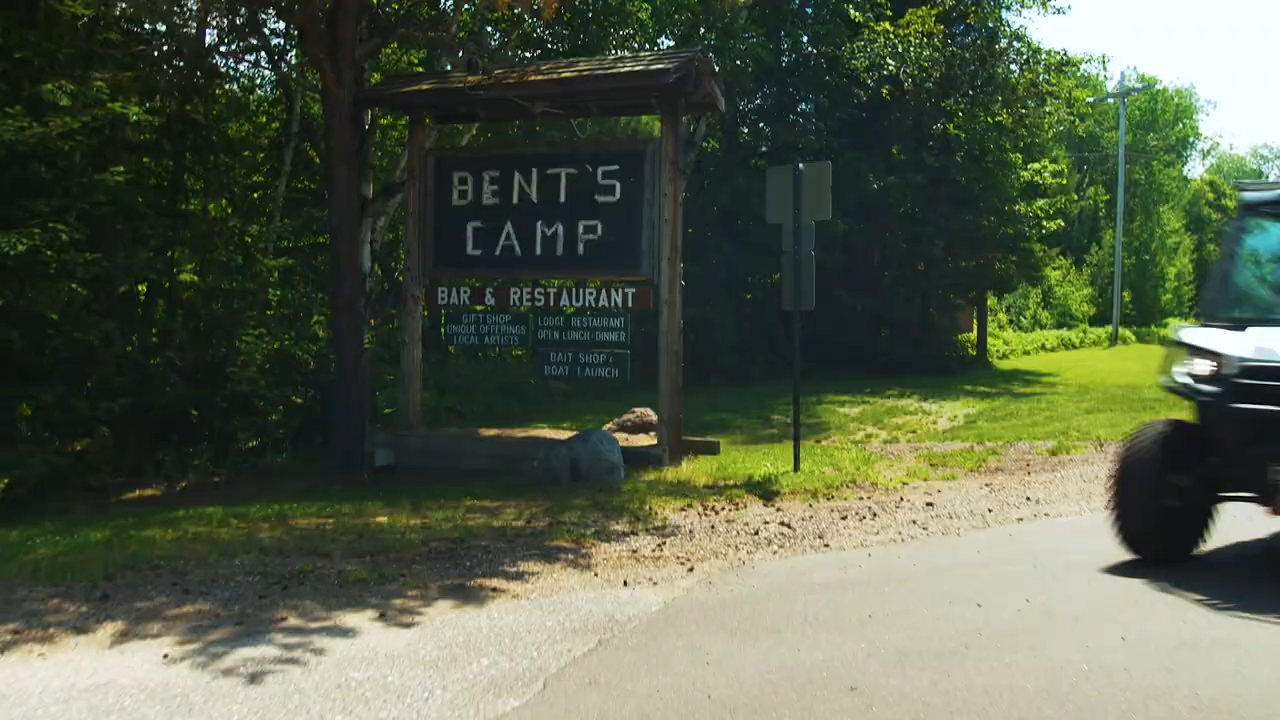 BENT'S
CAMP
BAR & RESTAURANT
GIFT SHOP
UNIQUE OFFERINGS
LOCAL ARTISTS
LODGE RESTAURANT
OPEN LUNCH-DINNER
BAIT SHOP &
BOAT LAUNCH